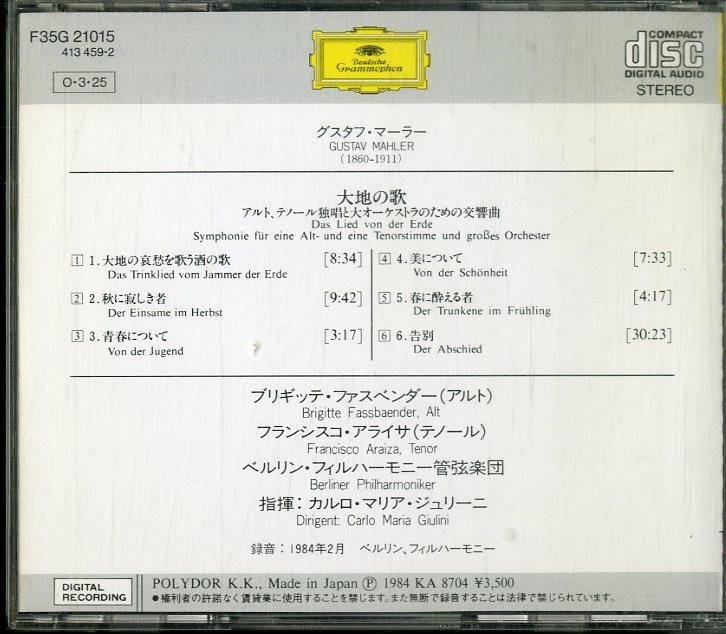 F35G 21015
413 459-2
O・3・25
Deutsche
Grammophon
COMPACT
disc
DIGITAL AUDIO
STEREO
グスタフ・マーラー
GUSTAV MAHLER
(1860-1911)
大地の歌
アルト、テノール独唱と大オーケストラのための交響曲
Das Lied von der Erde
Symphonie für eine Alt- und eine Tenorstimme und großes Orchester
1 1. 大地の哀愁を歌う酒の歌 [8:34]
Das Trinklied vom Jammer der Erde
2 2. 秋に寂しき者 [9:42]
Der Einsame im Herbst
3 3. 青春について [3:17]
Von der Jugend
4 4. 美について [7:33]
Von der Schönheit
5 5. 春に酔える者 [4:17]
Der Trunkene im Frühling
6 6. 告別 [30:23]
Der Abschied
ブリギッテ・ファスベンダー(アルト)
Brigitte Fassbaender, Alt
フランシスコ・アライサ(テノール)
Francisco Araiza, Tenor
ベルリン・フィルハーモニー管弦楽団
Berliner Philharmoniker
指揮：カルロ・マリア・ジュリーニ
Dirigent: Carlo Maria Giulini
録音：1984年2月 ベルリン、フィルハーモニー
DIGITAL
RECORDING
POLYDOR K.K., Made in Japan Ⓟ 1984 KA 8704 ¥3,500
●権利者の許諾なく賃貸業に使用することを禁じます。また無断で録音することは法律で禁じられています。